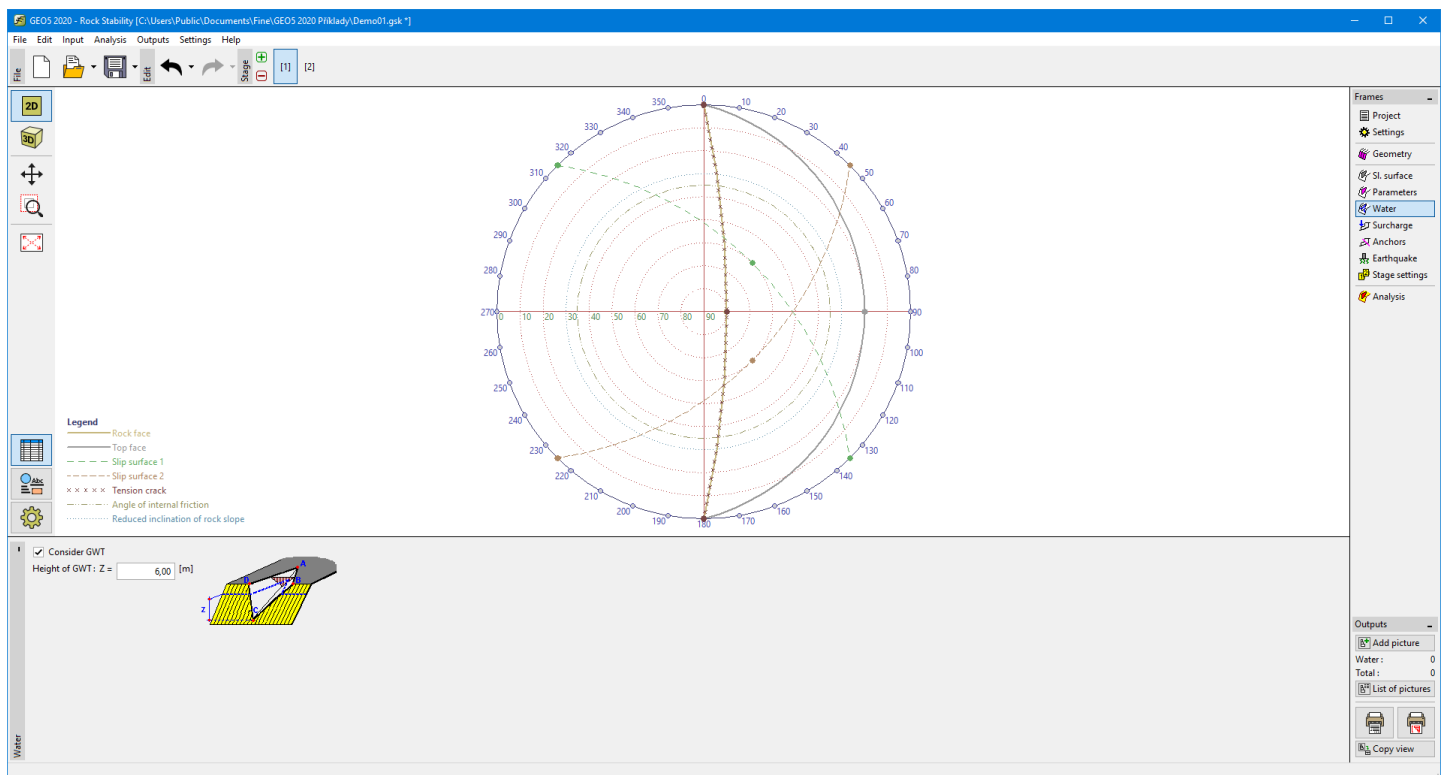 GEO5 2020 - Rock Stability [C:\Users\Public\Documents\Fine\GEO5 2020 Příklady\Demo01.gsk *]
File Edit Input Analysis Outputs Settings Help
File
Edit
Stage
[1] [2]
2D
3D
Abc
0
10
20
30
40
50
60
70
80
90
100
110
120
130
140
150
160
170
180
190
200
210
220
230
240
250
260
270
280
290
300
310
320
330
340
350
0 10 20 30 40 50 60 70 80 90
Legend
Rock face
Top face
Slip surface 1
Slip surface 2
Tension crack
Angle of internal friction
Reduced inclination of rock slope
Frames
Project
Settings
Geometry
Sl. surface
Parameters
Water
Surcharge
Anchors
Earthquake
Stage settings
Analysis
Water
Consider GWT
Height of GWT : Z = 6,00 [m]
A
D
B
C
Z
Outputs
Add picture
Water : 0
Total : 0
List of pictures
Copy view